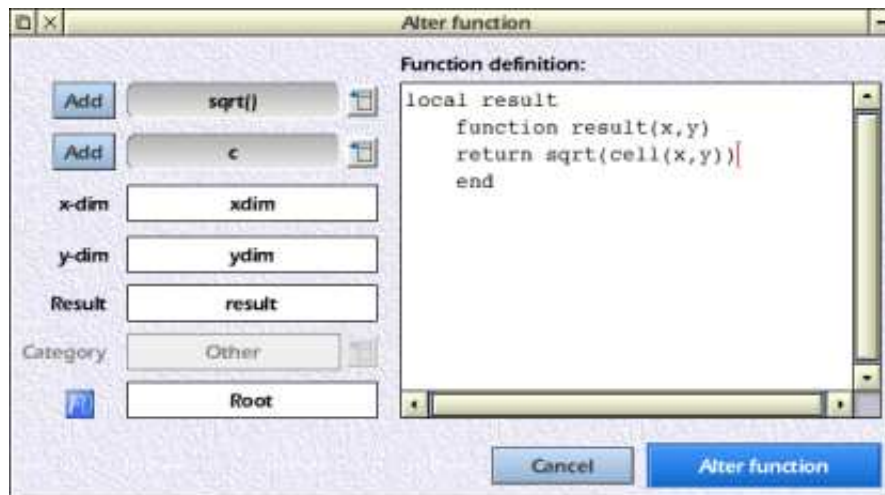 Alter function
Function definition:
Add sqrt()
Add c
x-dim xdim
y-dim ydim
Result result
Category Other
Root
local result
function result(x,y)
return sqrt(cell(x,y))
end
Cancel Alter function